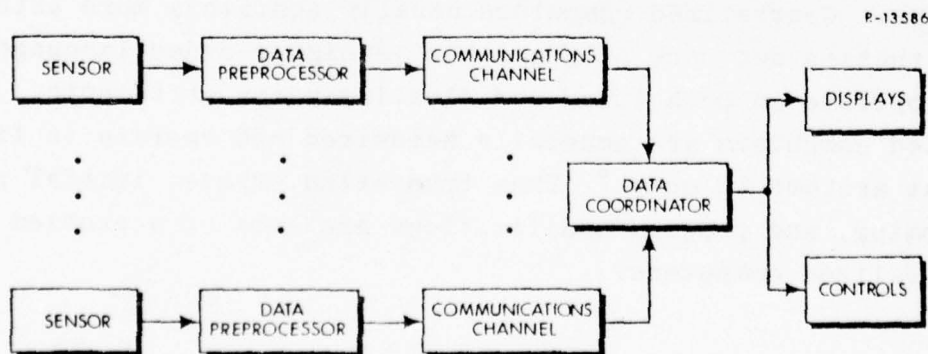 R-13586
SENSOR
DATA
PREPROCESSOR
COMMUNICATIONS
CHANNEL
DISPLAYS
DATA
COORDINATOR
SENSOR
DATA
PREPROCESSOR
COMMUNICATIONS
CHANNEL
CONTROLS